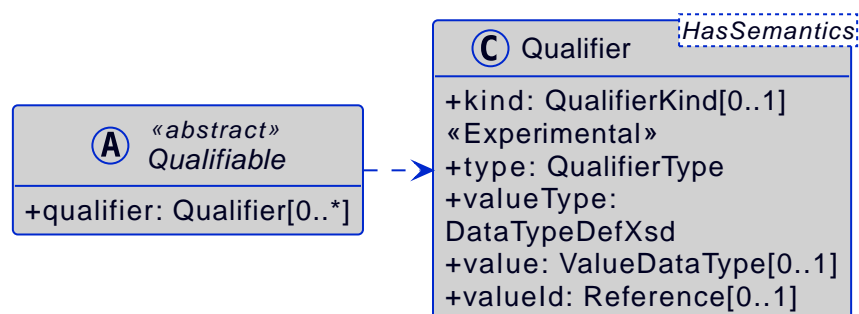 HasSemantics
C Qualifier
A «abstract»
Qualifiable
+qualifier: Qualifier[0..*]
+kind: QualifierKind[0..1]
«Experimental»
+type: QualifierType
+valueType:
DataTypeDefXsd
+value: ValueDataType[0..1]
+valueId: Reference[0..1]